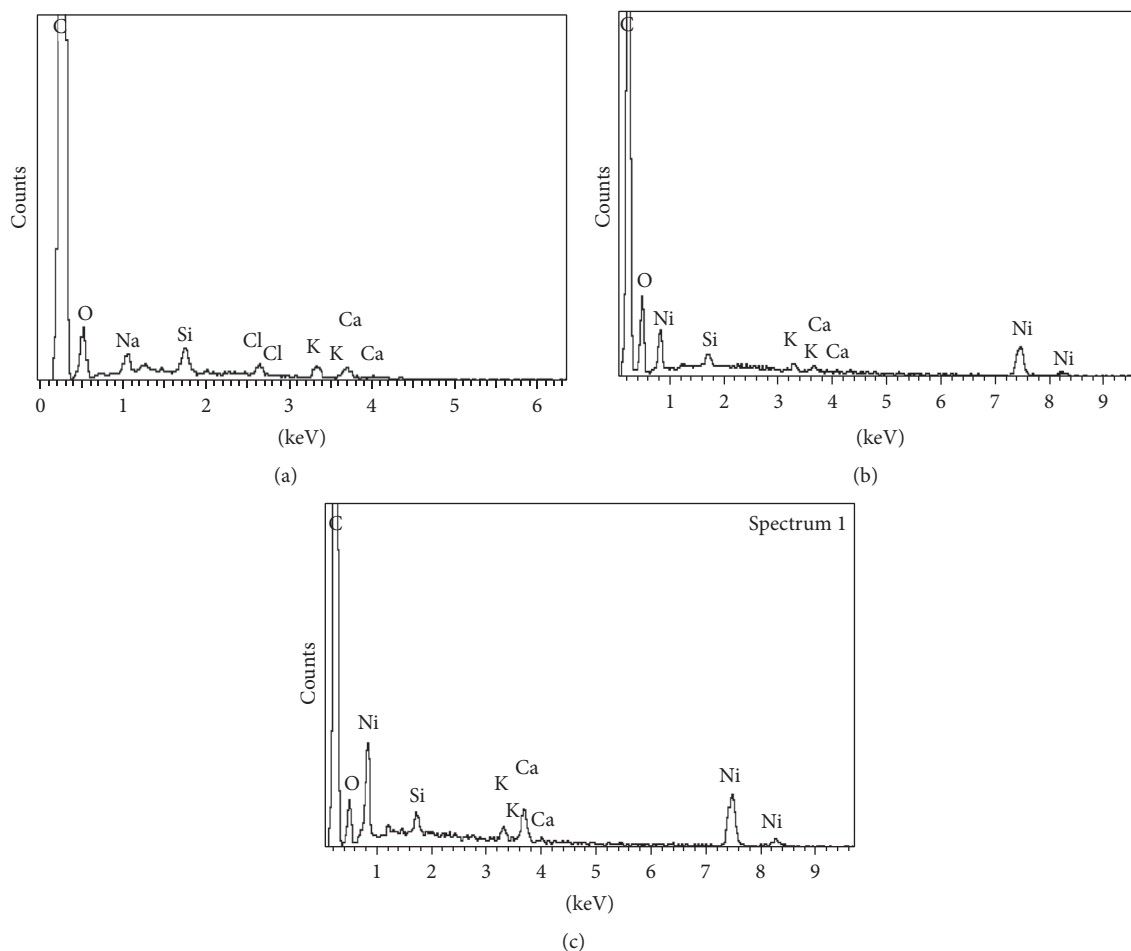 C
O
Na
Si
Cl
Cl
K
K
Ca
Ca
Counts
0 1 2 3 4 5 6
(keV)
(a)
C
O
Ni
Si
K
K
Ca
Ca
Ni
Ni
Counts
1 2 3 4 5 6 7 8 9
(keV)
(b)
Spectrum 1
C
O
Ni
Si
K
K
Ca
Ca
Ni
Ni
Counts
1 2 3 4 5 6 7 8 9
(keV)
(c)